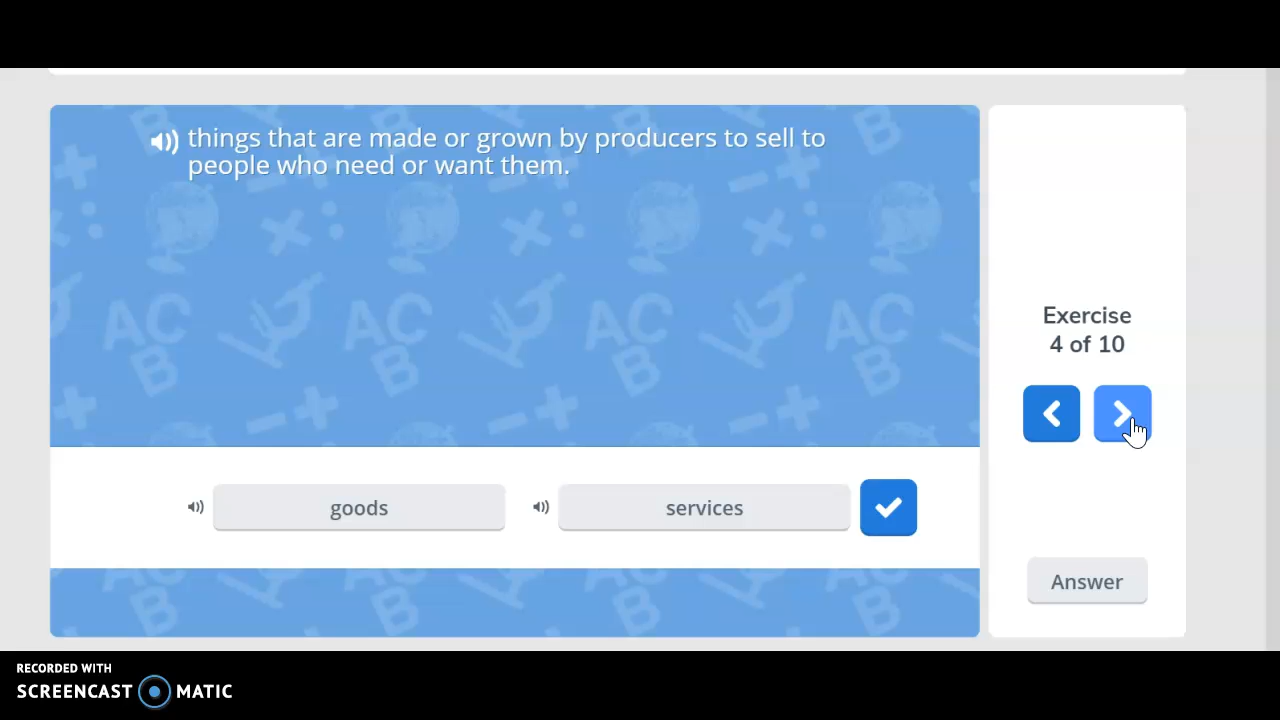 things that are made or grown by producers to sell to
people who need or want them.
Exercise
4 of 10
goods
services
Answer
RECORDED WITH
SCREENCAST MATIC